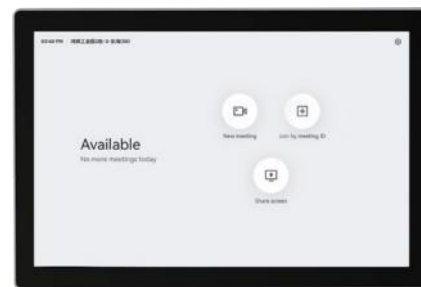 Available
No more meetings today
New meeting
Join by meeting ID
Share screen